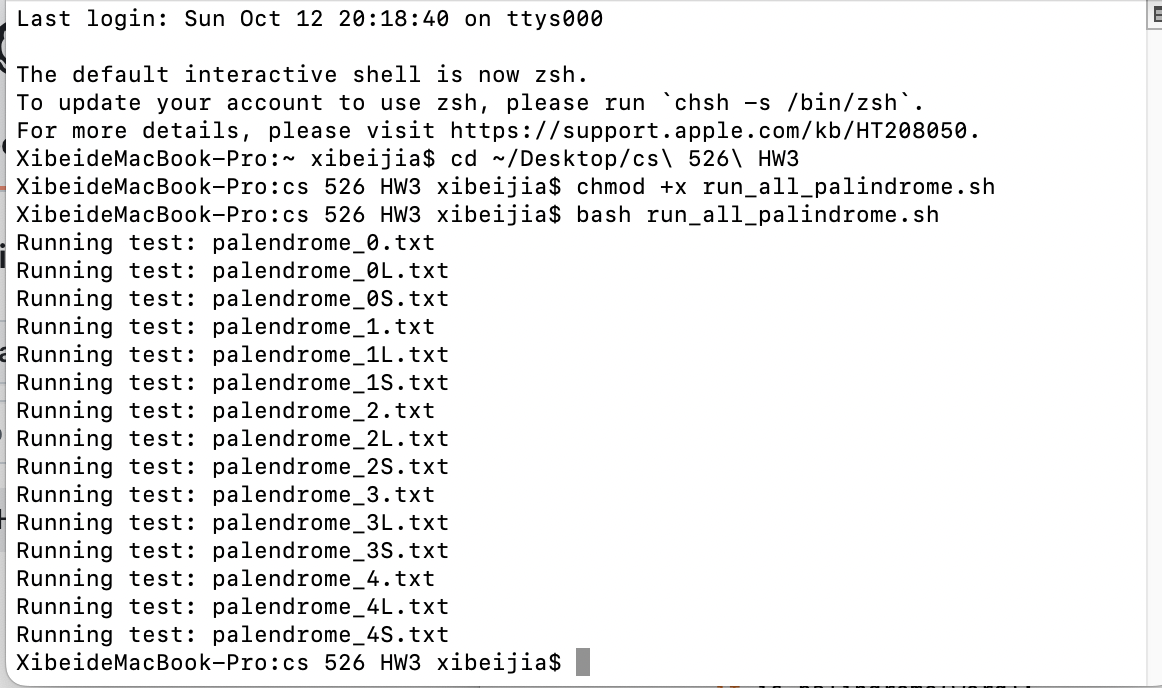 Last login: Sun Oct 12 20:18:40 on ttys000
The default interactive shell is now zsh.
To update your account to use zsh, please run `chsh -s /bin/zsh`.
For more details, please visit https://support.apple.com/kb/HT208050.
XibeideMacBook-Pro:~ xibeijia$ cd ~/Desktop/cs\ 526\ HW3
XibeideMacBook-Pro:cs 526 HW3 xibeijia$ chmod +x run_all_palindrome.sh
XibeideMacBook-Pro:cs 526 HW3 xibeijia$ bash run_all_palindrome.sh
Running test: palendrome_0.txt
Running test: palendrome_0L.txt
Running test: palendrome_0S.txt
Running test: palendrome_1.txt
Running test: palendrome_1L.txt
Running test: palendrome_1S.txt
Running test: palendrome_2.txt
Running test: palendrome_2L.txt
Running test: palendrome_2S.txt
Running test: palendrome_3.txt
Running test: palendrome_3L.txt
Running test: palendrome_3S.txt
Running test: palendrome_4.txt
Running test: palendrome_4L.txt
Running test: palendrome_4S.txt
XibeideMacBook-Pro:cs 526 HW3 xibeijia$